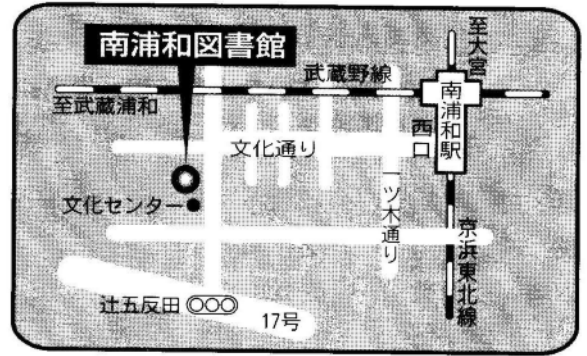 南浦和図書館
至大宮
武蔵野線
至武蔵浦和
南浦和駅
西口
文化通り
文化センター
一ツ木通り
京浜東北線
辻五反田
17号